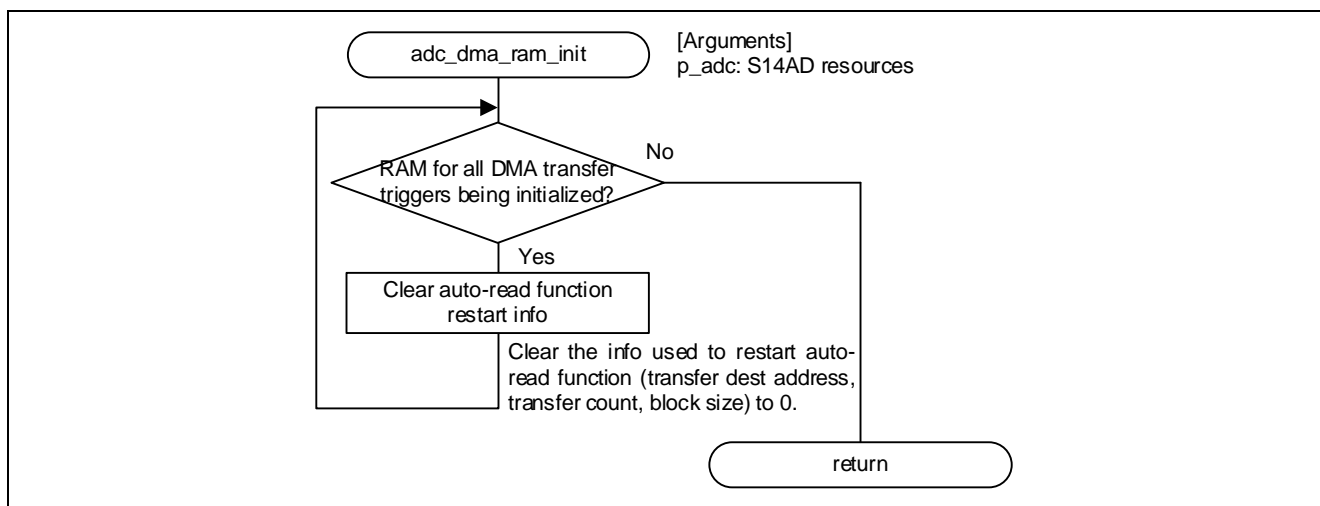 adc_dma_ram_init
[Arguments]
p_adc: S14AD resources
RAM for all DMA transfer
triggers being initialized?
No
Yes
Clear auto-read function
restart info
Clear the info used to restart auto-
read function (transfer dest address,
transfer count, block size) to 0.
return